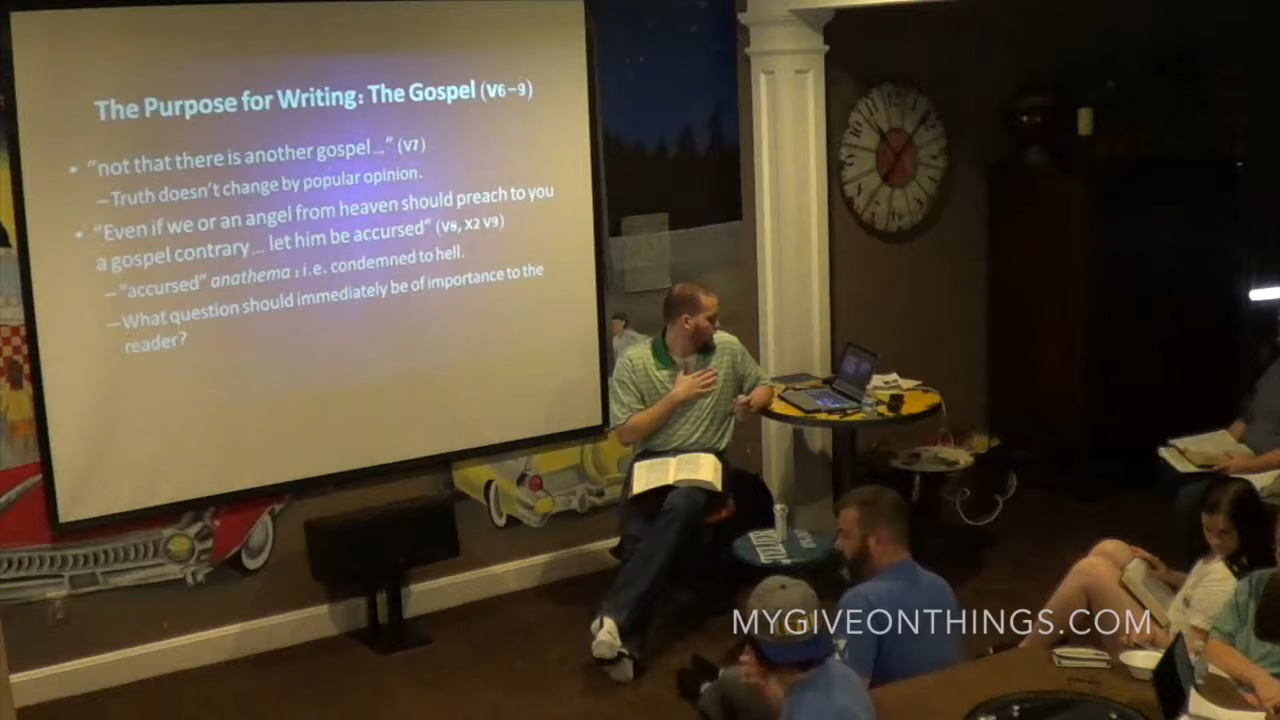 The Purpose for Writing: The Gospel (V6–9)
• “not that there is another gospel…” (V7)
– Truth doesn’t change by popular opinion.
• “Even if we or an angel from heaven should preach to you
a gospel contrary … let him be accursed” (V8, X2 V9)
– “accursed” anathema : i.e. condemned to hell.
– What question should immediately be of importance to the
reader?
MYGIVEONTHINGS.COM